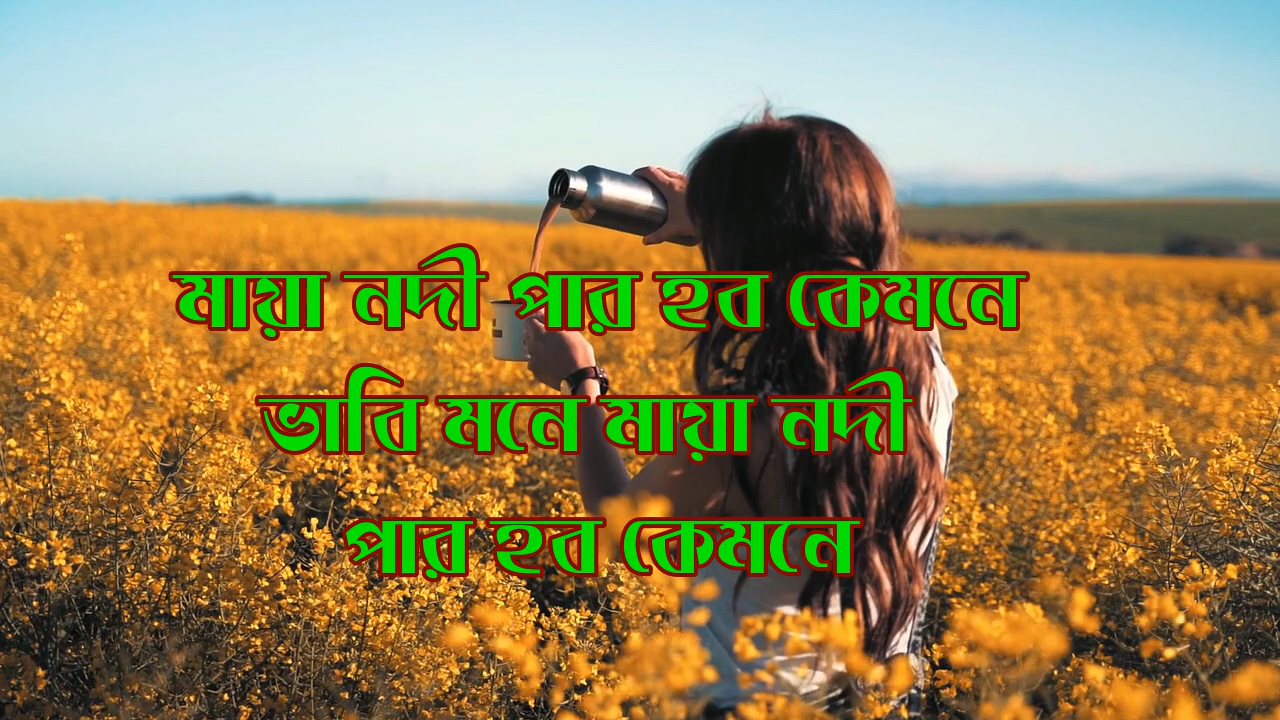 মায়া নদী পার হব কেমনে
ভাবি মনে মায়া নদী
পার হব কেমনে